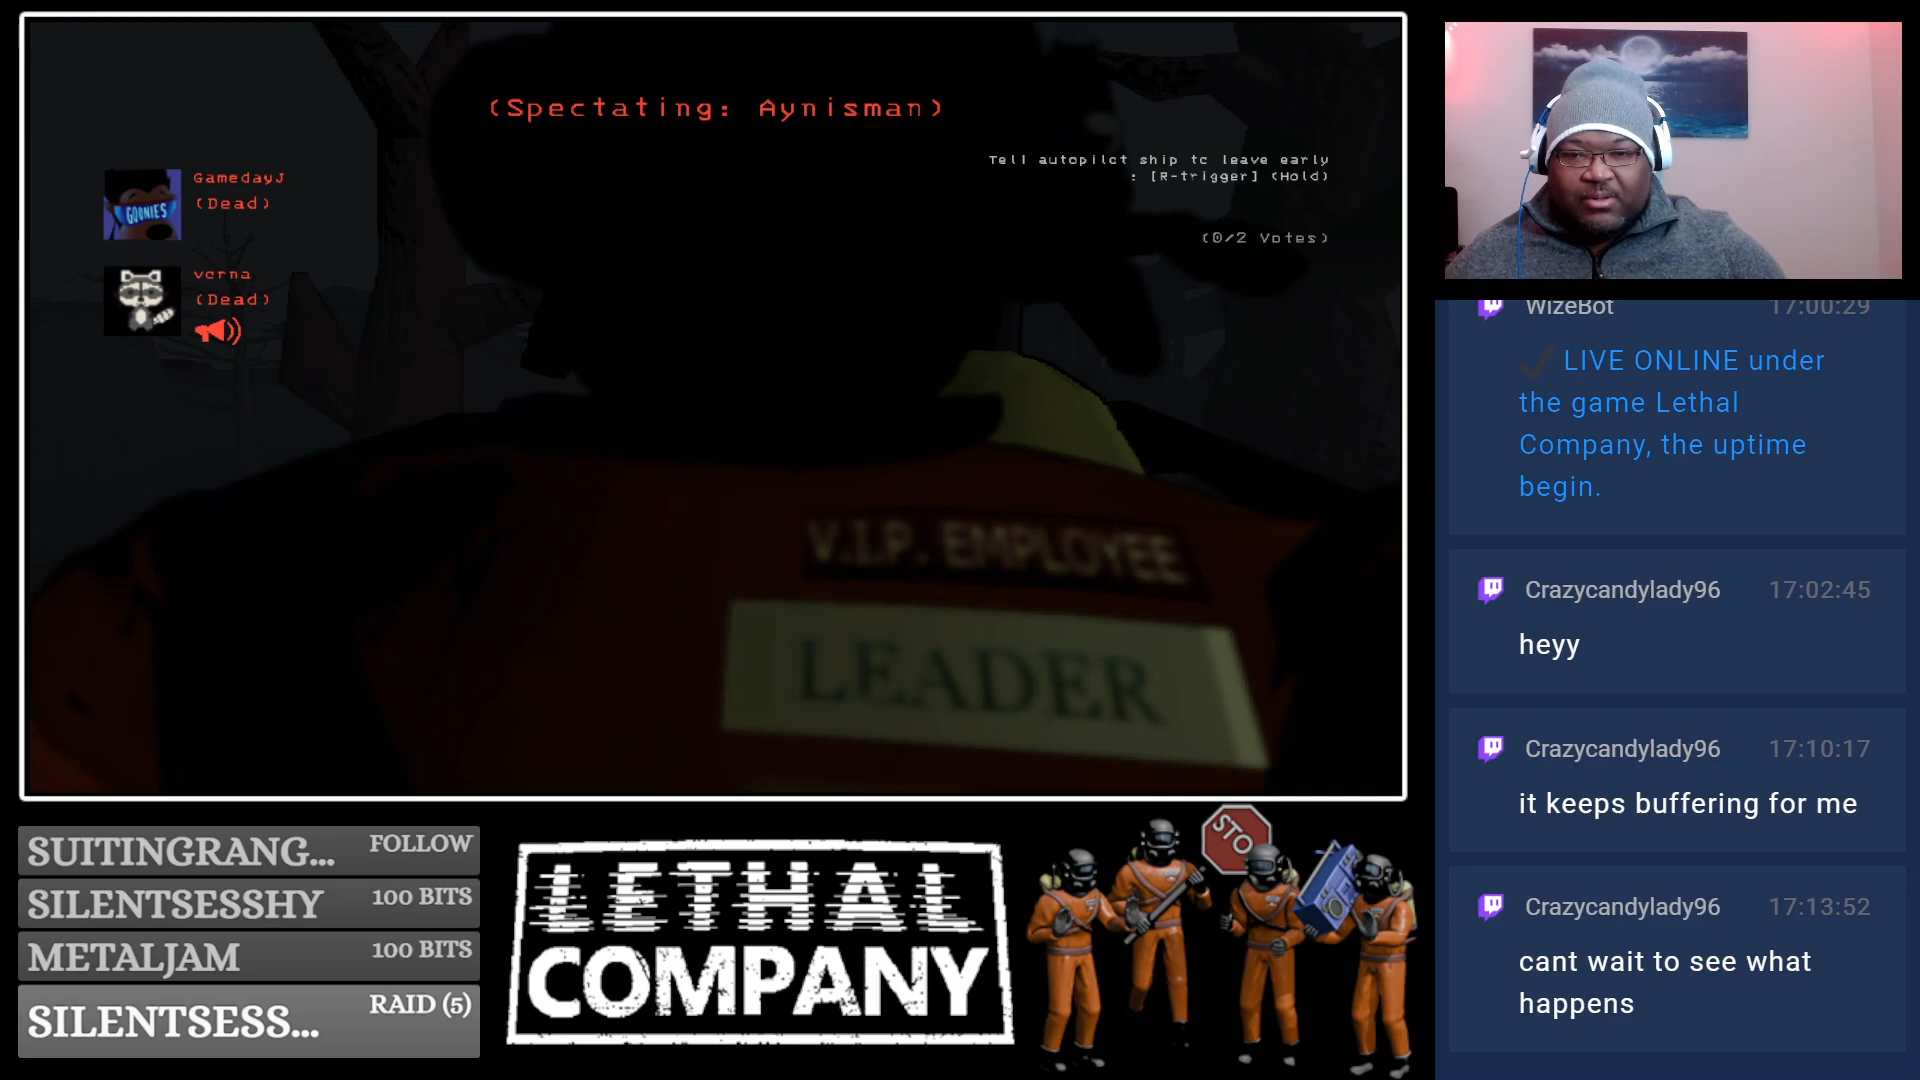 (Spectating: Aynisman)
Tell autopilot ship to leave early
: [R-trigger] (Hold)
(0/2 Votes)
GamedayJ
(Dead)
GOONIES
verna
(Dead)
V.I.P. EMPLOYEE
LEADER
WizeBot 17:00:29
LIVE ONLINE under
the game Lethal
Company, the uptime
begin.
Crazycandylady96 17:02:45
heyy
Crazycandylady96 17:10:17
it keeps buffering for me
Crazycandylady96 17:13:52
cant wait to see what
happens
SUITINGRANG... FOLLOW
SILENTSESSHY 100 BITS
METALJAM 100 BITS
SILENTSESS... RAID (5)
LETHAL
COMPANY
STO